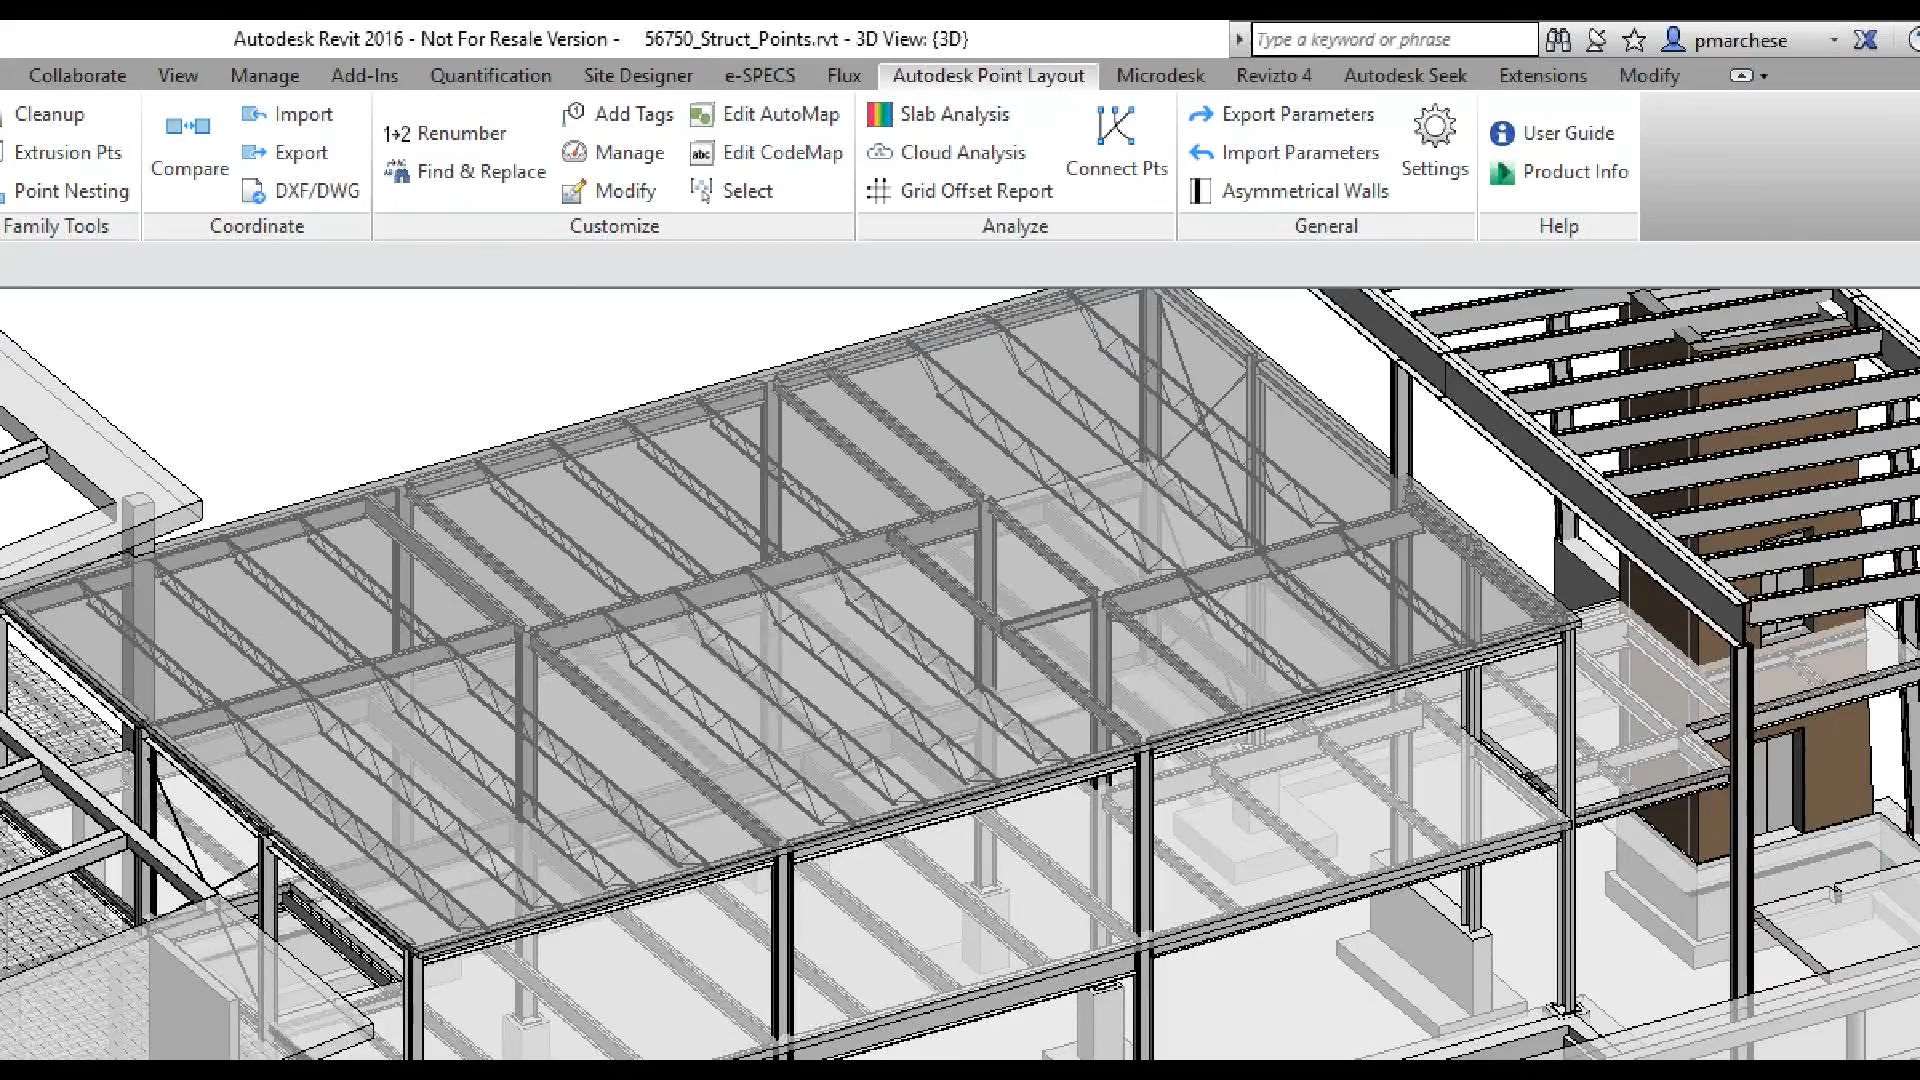 Autodesk Revit 2016 - Not For Resale Version - 56750_Struct_Points.rvt - 3D View: {3D}
Type a keyword or phrase
pmarchese
Collaborate View Manage Add-Ins Quantification Site Designer e-SPECS Flux Autodesk Point Layout Microdesk Revizto 4 Autodesk Seek Extensions Modify
Cleanup
Extrusion Pts
Point Nesting
Family Tools
Compare
Import
Export
DXF/DWG
Coordinate
1→2 Renumber
Find & Replace
Add Tags
Manage
Modify
Edit AutoMap
abc Edit CodeMap
Select
Customize
Slab Analysis
Cloud Analysis
Grid Offset Report
Connect Pts
Analyze
Export Parameters
Import Parameters
Asymmetrical Walls
Settings
General
User Guide
Product Info
Help